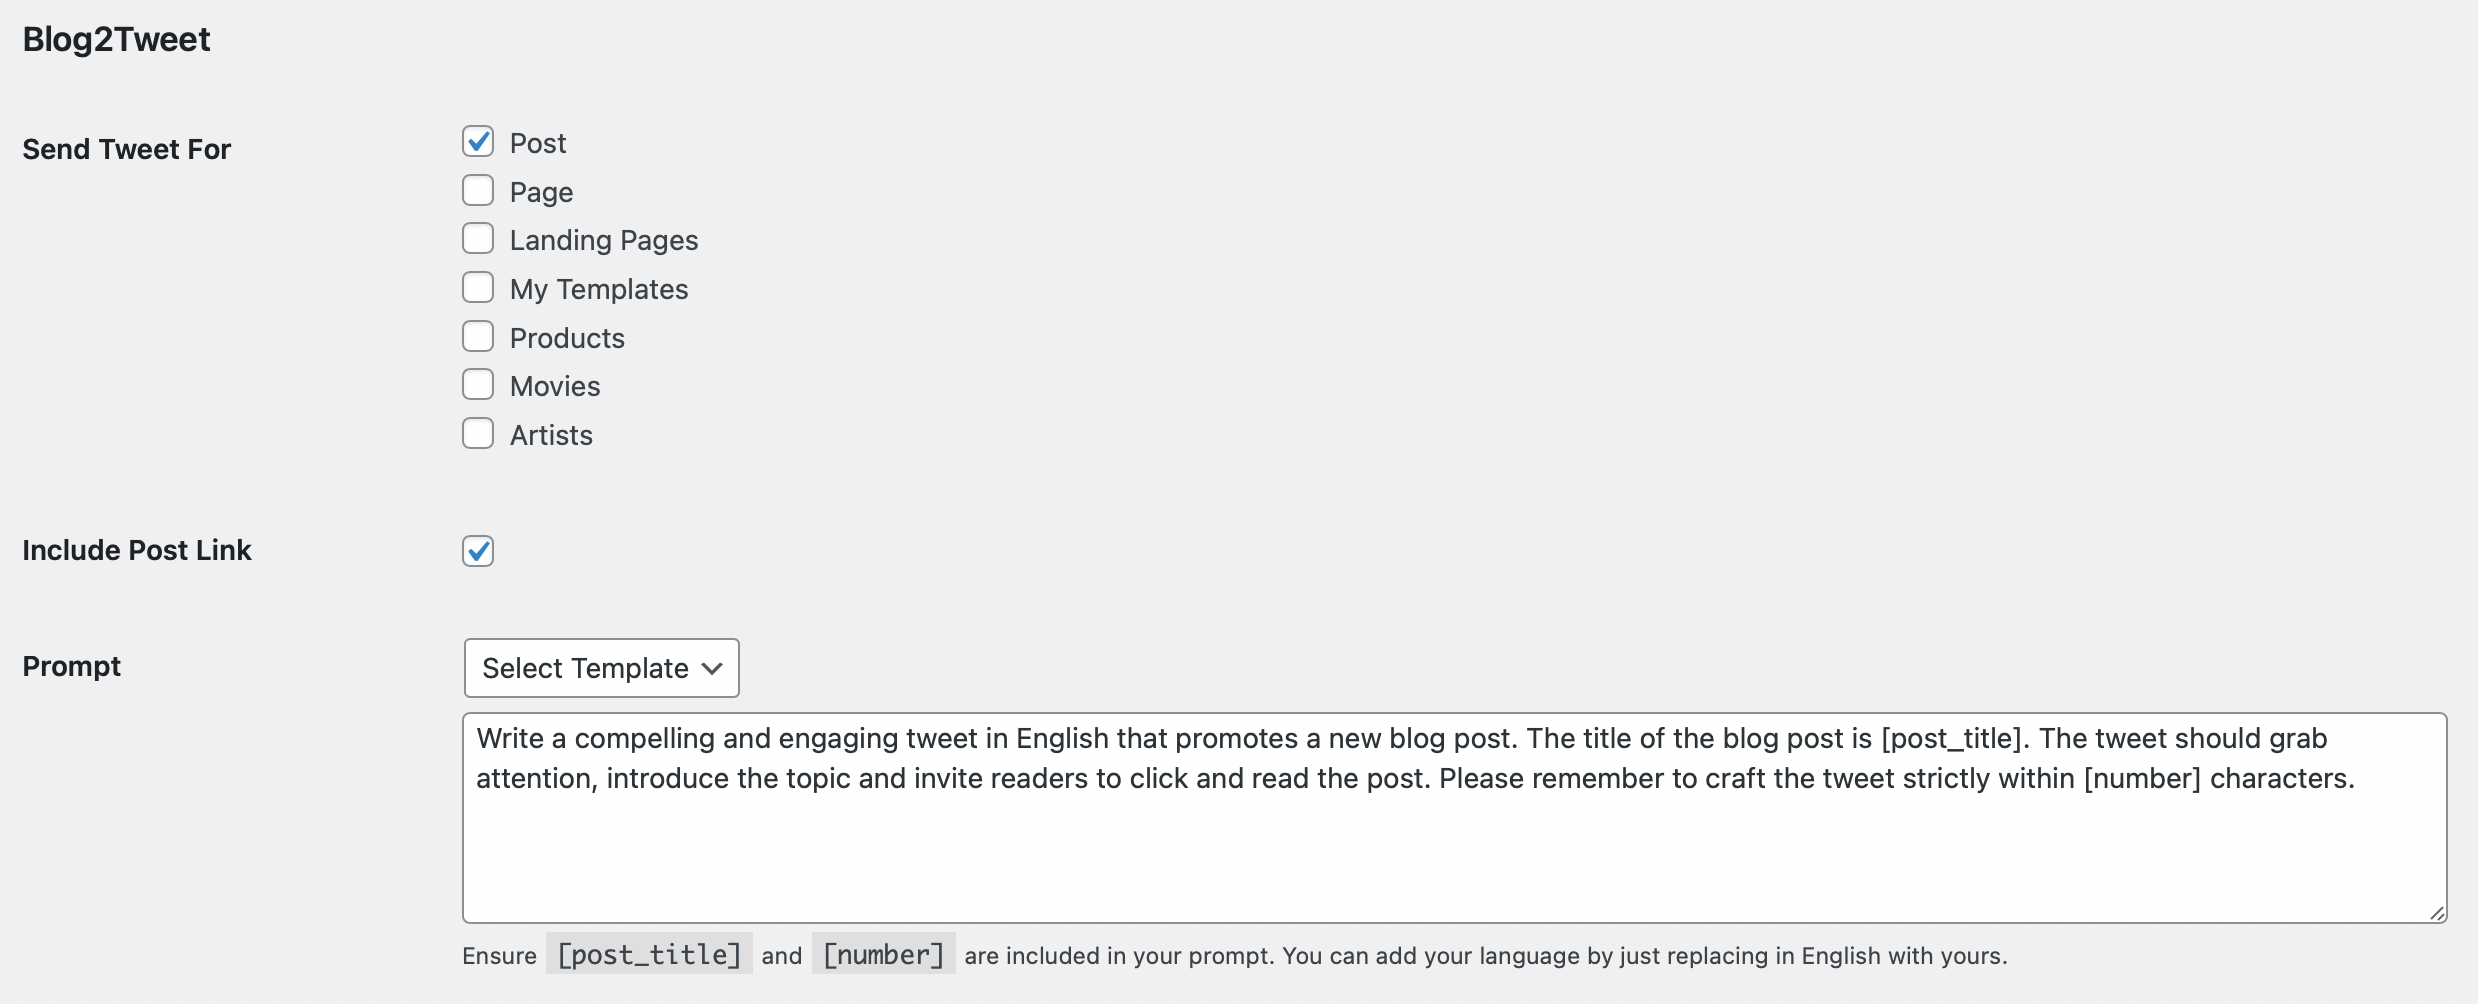 Blog2Tweet
Send Tweet For
Post
Page
Landing Pages
My Templates
Products
Movies
Artists
Include Post Link
Prompt
Select Template
Write a compelling and engaging tweet in English that promotes a new blog post. The title of the blog post is [post_title]. The tweet should grab
attention, introduce the topic and invite readers to click and read the post. Please remember to craft the tweet strictly within [number] characters.
Ensure [post_title] and [number] are included in your prompt. You can add your language by just replacing in English with yours.